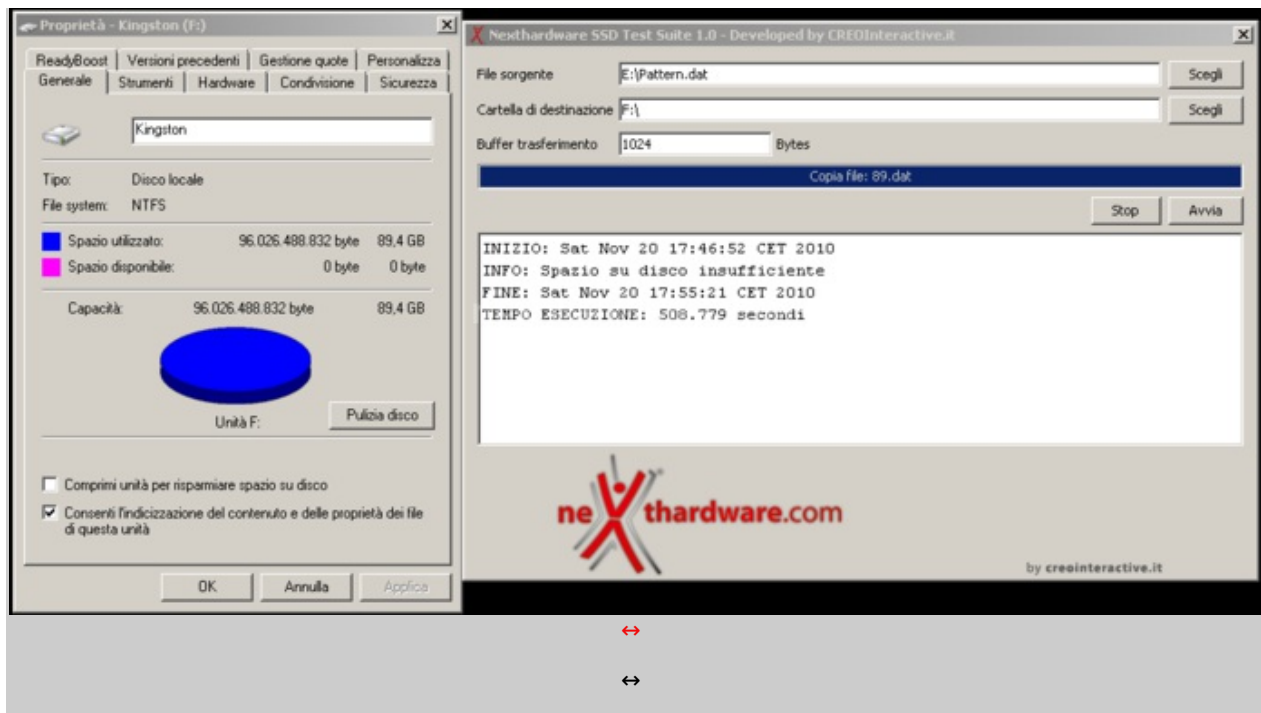 Proprietà - Kingston (F:)
ReadyBoost Versioni precedenti Gestione quote Personalizza
Generale Strumenti Hardware Condivisione Sicurezza
Kingston
Tipo: Disco locale
File system: NTFS
Spazio utilizzato: 96.026.488.832 byte 89,4 GB
Spazio disponibile: 0 byte 0 byte
Capacità: 96.026.488.832 byte 89,4 GB
Unità F:
Pulizia disco
Comprimi unità per risparmiare spazio su disco
Consenti l'indicizzazione del contenuto e delle proprietà dei file
di questa unità
OK Annulla Applica
Nexthardware SSD Test Suite 1.0 - Developed by CREOInteractive.it
File sorgente E:\Pattern.dat Scegli
Cartella di destinazione F:\ Scegli
Buffer trasferimento 1024 Bytes
Copia file: 89.dat
Stop Avvia
INIZIO: Sat Nov 20 17:46:52 CET 2010
INFO: Spazio su disco insufficiente
FINE: Sat Nov 20 17:55:21 CET 2010
TEMPO ESECUZIONE: 508.779 secondi
nexthardware.com
by creointeractive.it
↔
↔